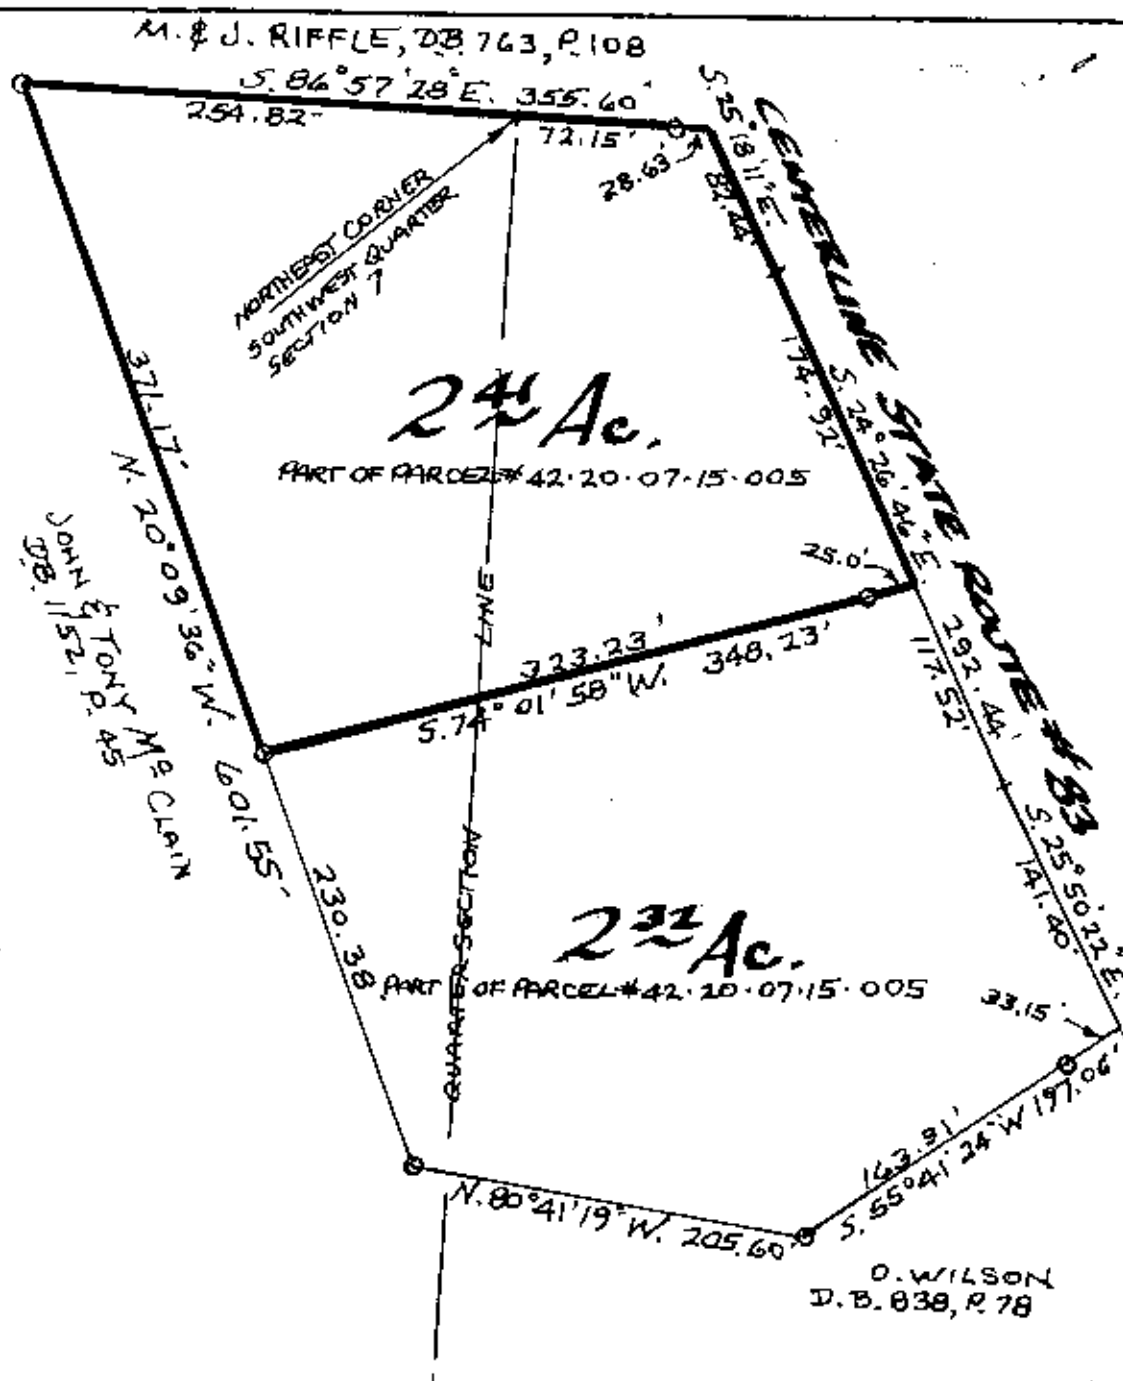 M. & J. RIFFLE, D.B. 763, P. 108
S. 86° 57' 28" E. 355.60'
254.82'
72.15'
28.63'
S. 25° 18' 11" E.
82.44'
CENTERLINE STATE ROUTE # 83
NORTHEAST CORNER
SOUTHWEST QUARTER
SECTION 7
174.92'
S. 24° 26' 46" E.
292.44'
117.52'
2 41 Ac.
PART OF PARCEL # 42.20.07.15.005
371.17'
N. 20° 09' 36" W. 601.55'
JOHN & TONY McCLAIN
D.B. 1152, P. 45
25.0'
323.23'
S. 74° 01' 58" W. 348.23'
QUARTER SECTION LINE
230.38
2 32 Ac.
PART OF PARCEL # 42.20.07.15.005
S. 25° 50' 22" E.
141.40
33.15'
163.91'
S. 55° 41' 24" W 197.06'
N. 80° 41' 19" W. 205.60'
O. WILSON
D.B. 838, P. 78